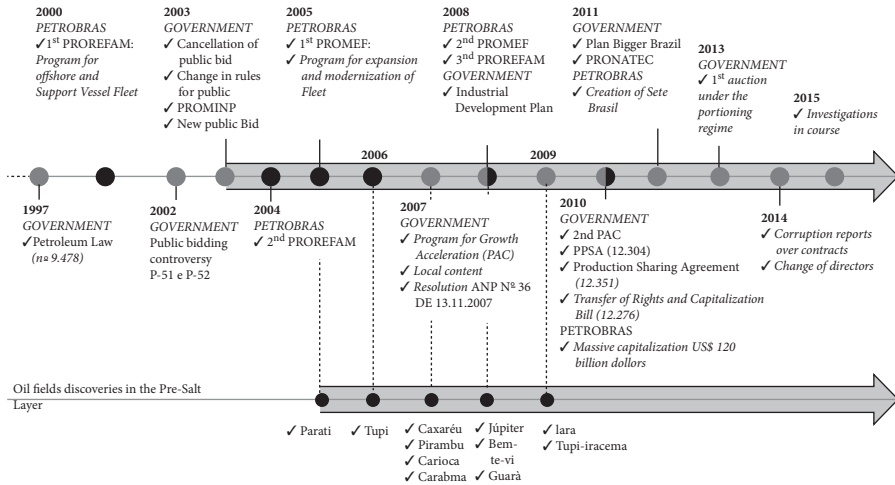 2000
PETROBRAS
✓1st PROREFAM:
Program for
offshore and
Support Vessel Fleet
2003
GOVERNMENT
✓ Cancellation of
public bid
✓ Change in rules
for public
✓ PROMINP
✓ New public Bid
2005
PETROBRAS
✓ 1st PROMEF:
✓ Program for expansion
and modernization of
Fleet
2008
PETROBRAS
✓ 2nd PROMEF
✓ 3nd PROREFAM
GOVERNMENT
✓ Industrial
Development Plan
2011
GOVERNMENT
✓ Plan Bigger Brazil
✓ PRONATEC
PETROBRAS
✓ Creation of Sete
Brasil
2013
GOVERNMENT
✓ 1st auction
under the
portioning
regime
2015
✓ Investigations
in course
2006
2009
1997
GOVERNMENT
✓Petroleum Law
(nº 9.478)
2002
GOVERNMENT
Public bidding
controversy
P-51 e P-52
2004
PETROBRAS
✓ 2nd PROREFAM
2007
GOVERNMENT
✓ Program for Growth
Acceleration (PAC)
✓ Local content
✓ Resolution ANP Nº 36
DE 13.11.2007
2010
GOVERNMENT
✓ 2nd PAC
✓ PPSA (12.304)
✓ Production Sharing Agreement
(12.351)
✓ Transfer of Rights and Capitalization
Bill (12.276)
PETROBRAS
✓ Massive capitalization US$ 120
billion dollors
2014
✓ Corruption reports
over contracts
✓ Change of directors
Oil fields discoveries in the Pre-Salt
Layer
✓ Parati
✓ Tupi
✓ Caxaréu
✓ Pirambu
✓ Carioca
✓ Carabma
✓ Júpiter
✓ Bem-
te-vi
✓ Guarà
✓ Iara
✓ Tupi-iracema